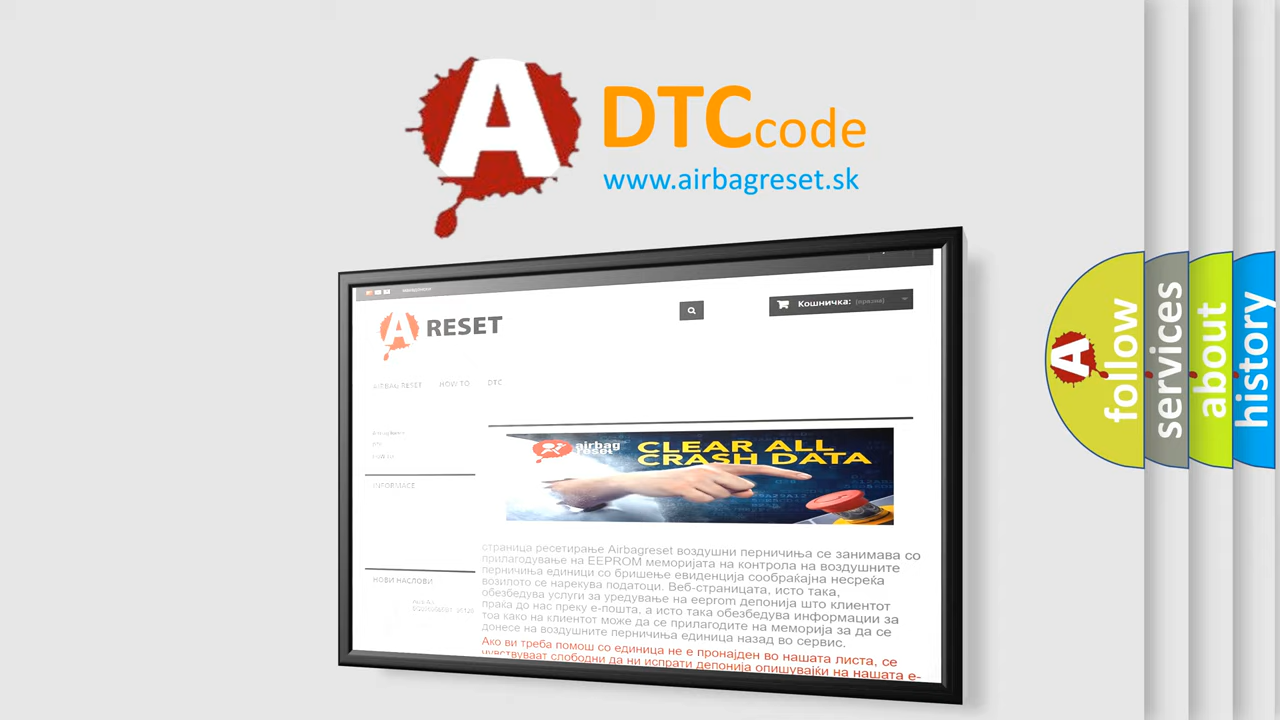 A
DTC code
www.airbagreset.sk
A RESET
Кошничка: (празна)
AIRBAG RESET HOW TO DTC
INFORMACE
НОВИ НАСЛОВИ
airbag reset
CLEAR ALL
CRASH DATA
страница ресетирање Airbagreset воздушни перничиња се занимава со
прилагодување на EEPROM меморијата на контрола на воздушните
перничиња единици со бришење евиденција сообраќајна несреќа
возилото се нарекува податоци. Веб-страницата, исто така,
обезбедува услуги за уредување на eeprom депонија што клиентот
праќа до нас преку е-пошта, а исто така обезбедува информации за
тоа како на клиентот може да се прилагодите на меморија за да се
донесе на воздушните перничиња единица назад во сервис.
Ако ви треба помош со единица не е пронајден во нашата листа, се
чувствуваат слободни да ни испрати депонија опишувајќи на нашата е-
A
follow
services
about
history